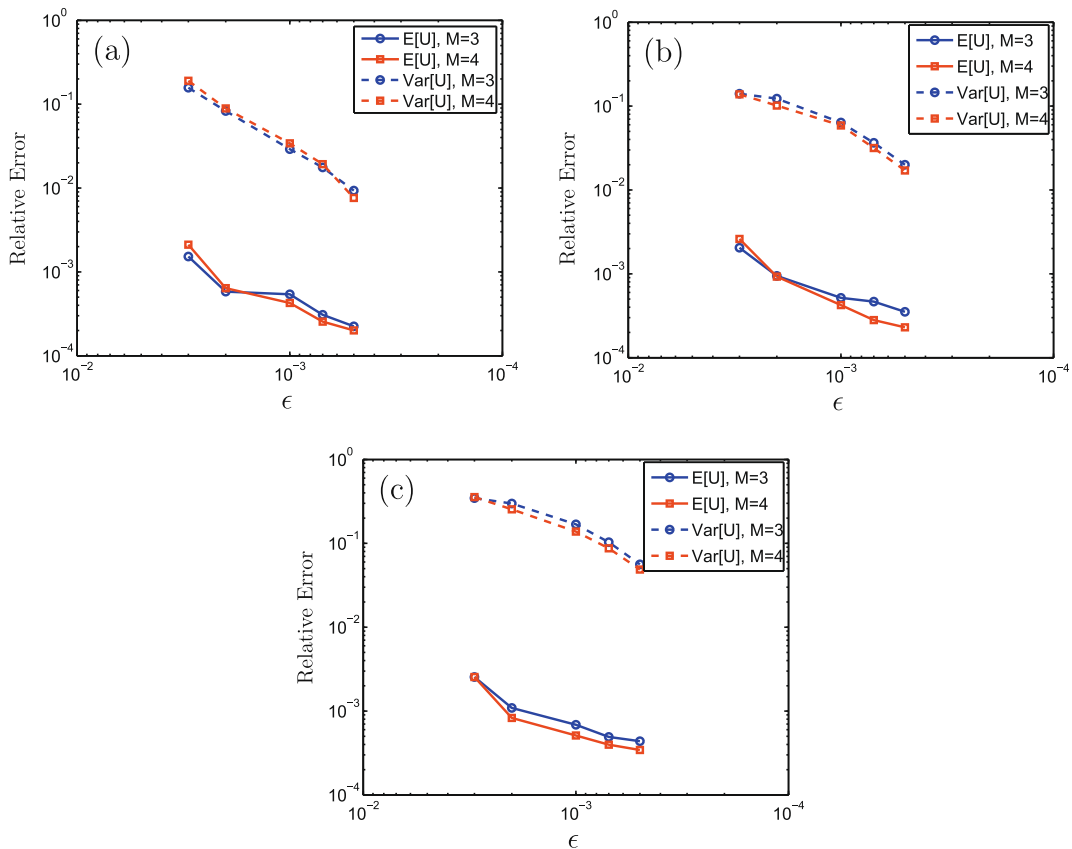 (a)
E[U], M=3
E[U], M=4
Var[U], M=3
Var[U], M=4
10^0
10^-1
10^-2
10^-3
10^-4
Relative Error
10^-2
10^-3
10^-4
ϵ
(b)
E[U], M=3
E[U], M=4
Var[U], M=3
Var[U], M=4
10^0
10^-1
10^-2
10^-3
10^-4
Relative Error
10^-2
10^-3
10^-4
ϵ
(c)
E[U], M=3
E[U], M=4
Var[U], M=3
Var[U], M=4
10^0
10^-1
10^-2
10^-3
10^-4
Relative Error
10^-2
10^-3
10^-4
ϵ